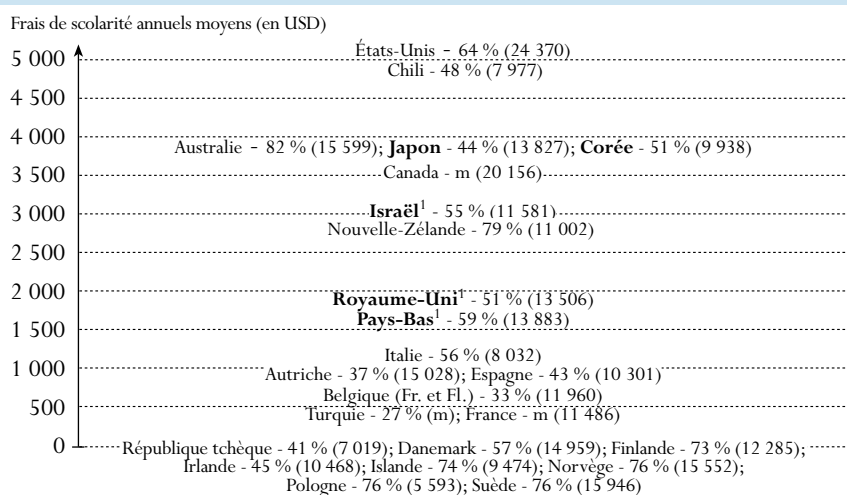 Frais de scolarité annuels moyens (en USD)
5 000
États-Unis - 64 % (24 370)
Chili - 48 % (7 977)
4 500
4 000
Australie - 82 % (15 599); Japon - 44 % (13 827); Corée - 51 % (9 938)
3 500
Canada - m (20 156)
3 000
Israël¹ - 55 % (11 581)
Nouvelle-Zélande - 79 % (11 002)
2 500
2 000
Royaume-Uni¹ - 51 % (13 506)
Pays-Bas¹ - 59 % (13 883)
1 500
Italie - 56 % (8 032)
1 000
Autriche - 37 % (15 028); Espagne - 43 % (10 301)
Belgique (Fr. et Fl.) - 33 % (11 960)
500
Turquie - 27 % (m); France - m (11 486)
0
République tchèque - 41 % (7 019); Danemark - 57 % (14 959); Finlande - 73 % (12 285);
Irlande - 45 % (10 468); Islande - 74 % (9 474); Norvège - 76 % (15 552);
Pologne - 76 % (5 593); Suède - 76 % (15 946)